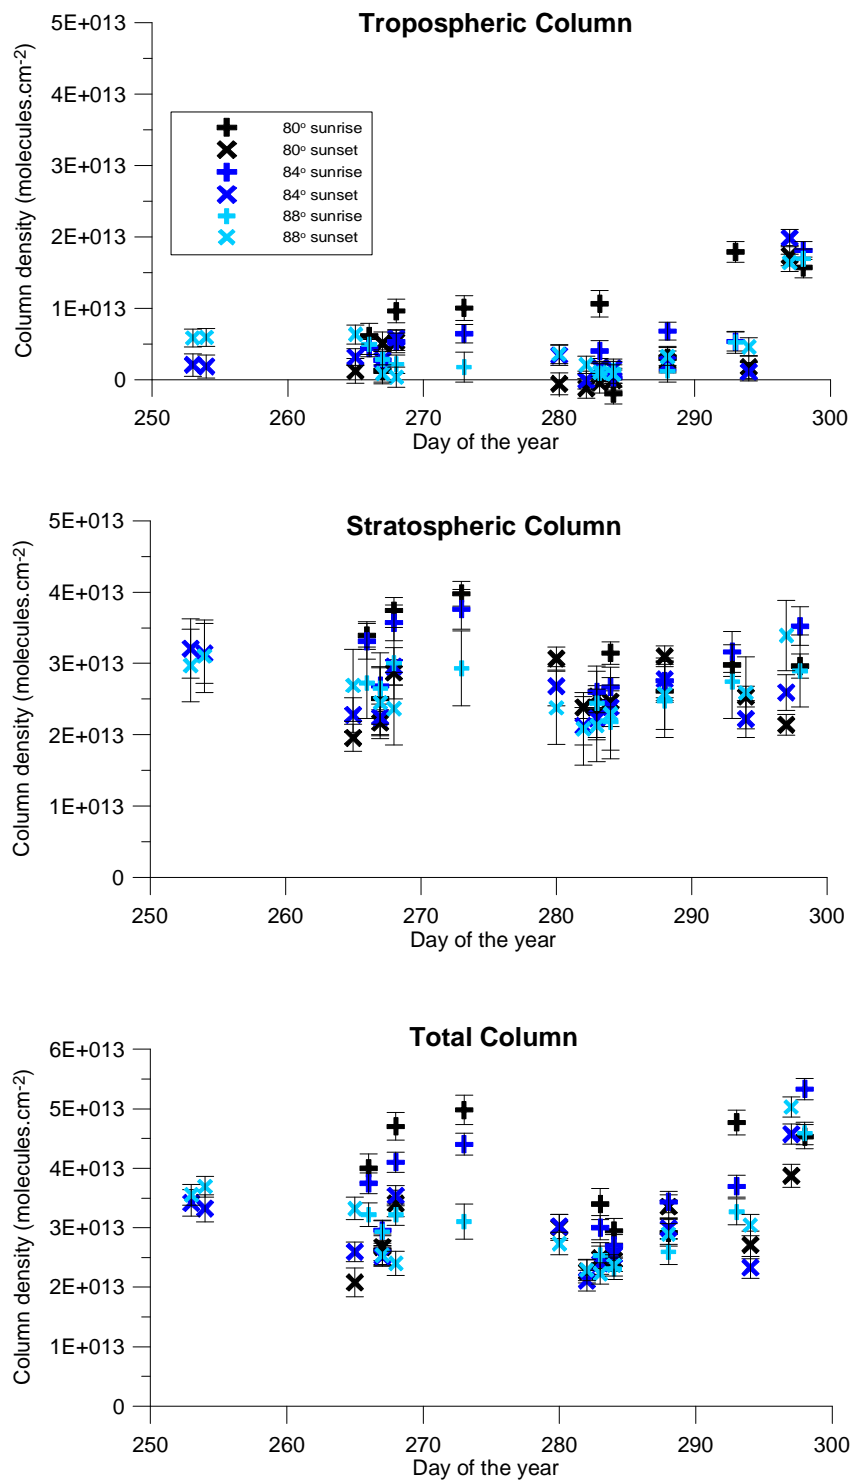 Tropospheric Column
Column density (molecules.cm-2)
5E+013
4E+013
3E+013
2E+013
1E+013
0
80o sunrise
80o sunset
84o sunrise
84o sunset
88o sunrise
88o sunset
250 260 270 280 290 300
Day of the year
Stratospheric Column
Column density (molecules.cm-2)
5E+013
4E+013
3E+013
2E+013
1E+013
0
250 260 270 280 290 300
Day of the year
Total Column
Column density (molecules.cm-2)
6E+013
5E+013
4E+013
3E+013
2E+013
1E+013
0
250 260 270 280 290 300
Day of the year